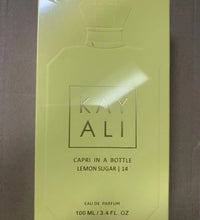 KAY
ALI
CAPRI IN A BOTTLE
LEMON SUGAR | 14
EAU DE PARFUM
100 ML / 3.4 FL. OZ